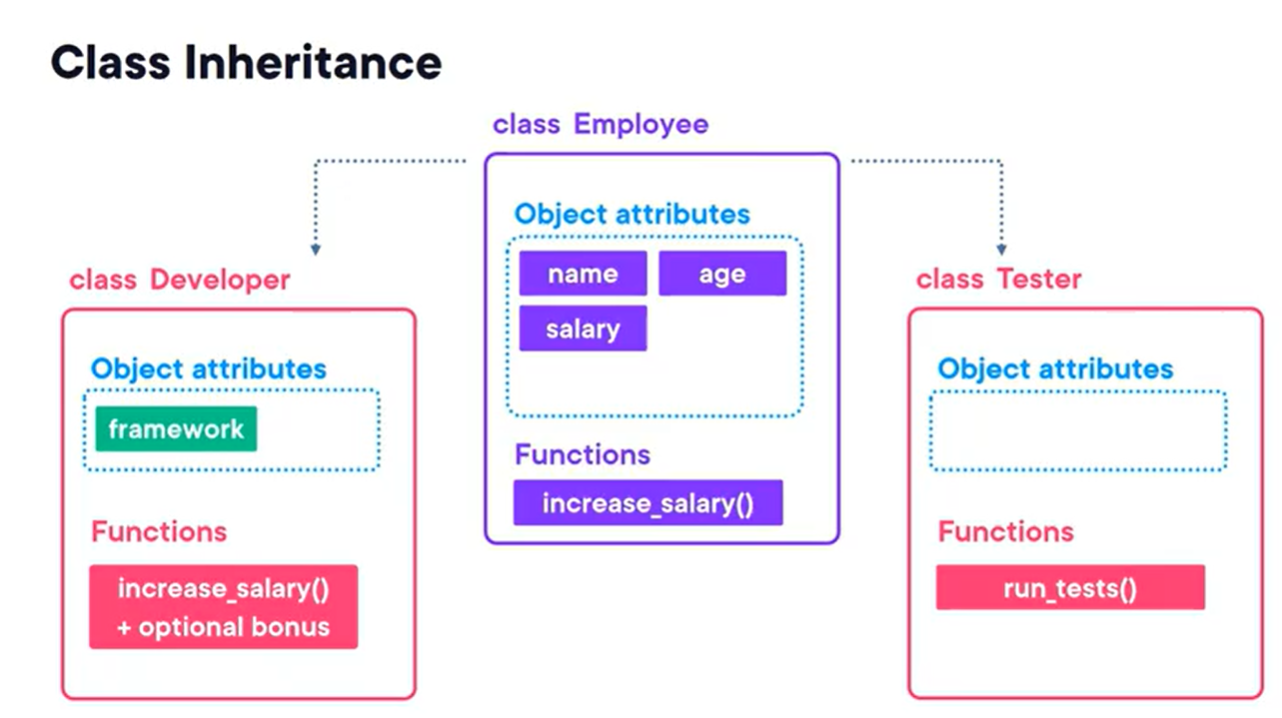 Class Inheritance
class Employee
Object attributes
name
age
salary
Functions
increase_salary()
class Developer
Object attributes
framework
Functions
increase_salary()
+ optional bonus
class Tester
Object attributes
Functions
run_tests()